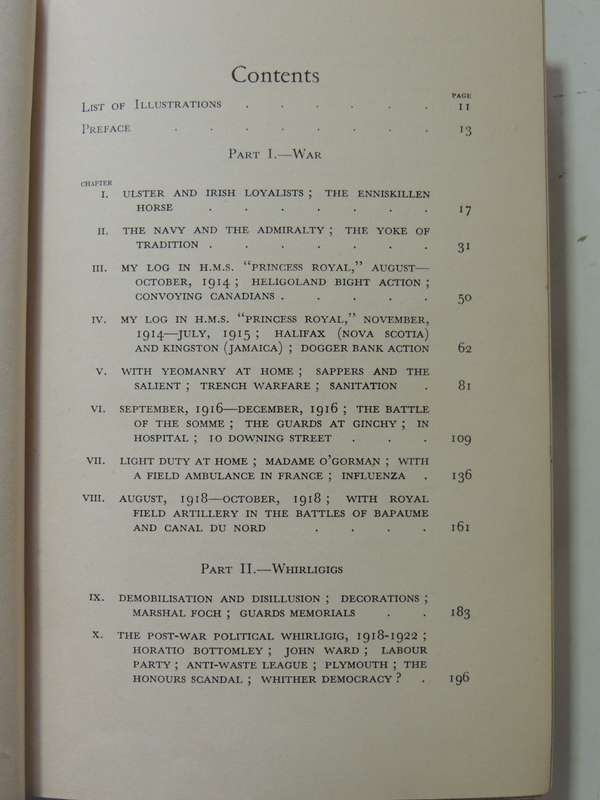 Contents
PAGE
List of Illustrations . . . . . . 11
Preface . . . . . . . . 13
Part I.—War
CHAPTER
I. ULSTER AND IRISH LOYALISTS ; THE ENNISKILLEN
HORSE . . . . . . . 17
II. THE NAVY AND THE ADMIRALTY ; THE YOKE OF
TRADITION . . . . . . . 31
III. MY LOG IN H.M.S. “PRINCESS ROYAL,” AUGUST—
OCTOBER, 1914 ; HELIGOLAND BIGHT ACTION ;
CONVOYING CANADIANS . . . . . 50
IV. MY LOG IN H.M.S. “PRINCESS ROYAL,” NOVEMBER,
1914—JULY, 1915 ; HALIFAX (NOVA SCOTIA)
AND KINGSTON (JAMAICA) ; DOGGER BANK ACTION 62
V. WITH YEOMANRY AT HOME ; SAPPERS AND THE
SALIENT ; TRENCH WARFARE ; SANITATION . 81
VI. SEPTEMBER, 1916—DECEMBER, 1916 ; THE BATTLE
OF THE SOMME ; THE GUARDS AT GINCHY ; IN
HOSPITAL ; 10 DOWNING STREET . . . 109
VII. LIGHT DUTY AT HOME ; MADAME O’GORMAN ; WITH
A FIELD AMBULANCE IN FRANCE ; INFLUENZA . 136
VIII. AUGUST, 1918—OCTOBER, 1918 ; WITH ROYAL
FIELD ARTILLERY IN THE BATTLES OF BAPAUME
AND CANAL DU NORD . . . . 161
Part II.—Whirligigs
IX. DEMOBILISATION AND DISILLUSION ; DECORATIONS ;
MARSHAL FOCH ; GUARDS MEMORIALS . . 183
X. THE POST-WAR POLITICAL WHIRLIGIG, 1918-1922 ;
HORATIO BOTTOMLEY ; JOHN WARD ; LABOUR
PARTY ; ANTI-WASTE LEAGUE ; PLYMOUTH ; THE
HONOURS SCANDAL ; WHITHER DEMOCRACY ? . 196